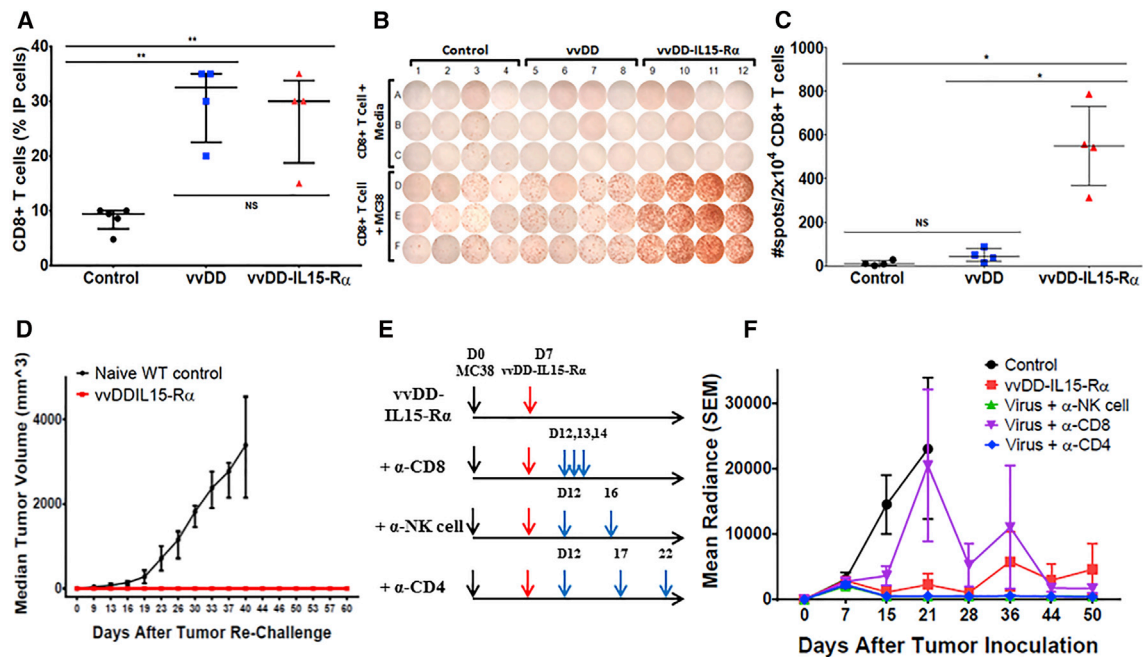 A
CD8+ T cells (% IP cells)
40
30
20
10
0
**
**
NS
Control
vvDD
vvDD-IL15-Rα
B
Control
vvDD
vvDD-IL15-Rα
1 2 3 4 5 6 7 8 9 10 11 12
CD8+ T Cell +
Media
A
B
C
CD8+ T Cell
+ MC38
D
E
F
C
#spots/2x10⁴ CD8+ T cells
1000
800
600
400
200
0
*
*
NS
Control
vvDD
vvDD-IL15-Rα
D
Median Tumor Volume (mm^3)
4000
2000
0
Naive WT control
vvDDIL15-Rα
0 9 13 16 19 23 26 30 33 37 40 44 46 50 53 57 60
Days After Tumor Re-Challenge
E
D0
MC38
D7
vvDD-IL15-Rα
vvDD-
IL15-Rα
D12,13,14
+ α-CD8
D12 16
+ α-NK cell
D12 17 22
+ α-CD4
F
Mean Radiance (SEM)
30000
20000
10000
0
Control
vvDD-IL15-Rα
Virus + α-NK cell
Virus + α-CD8
Virus + α-CD4
0 7 15 21 28 36 44 50
Days After Tumor Inoculation